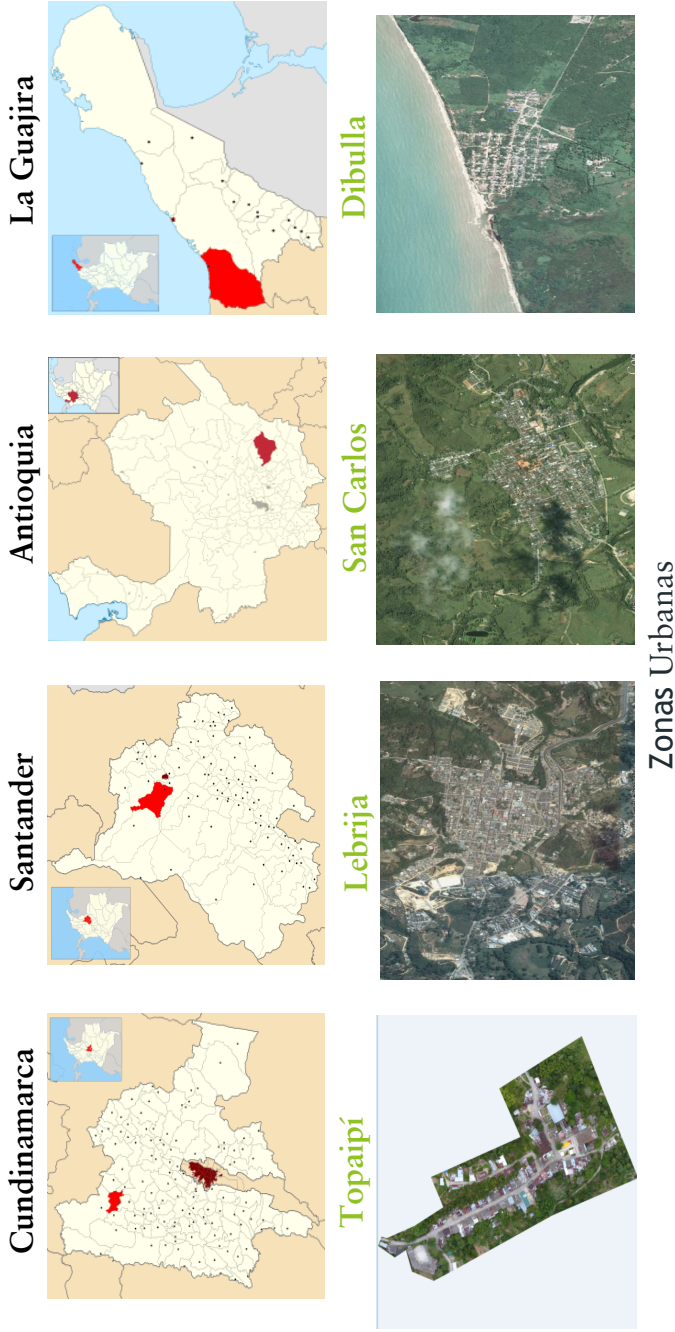 Cundinamarca
Santander
Antioquia
La Guajira
Topaipí
Lebrija
San Carlos
Dibulla
Zonas Urbanas